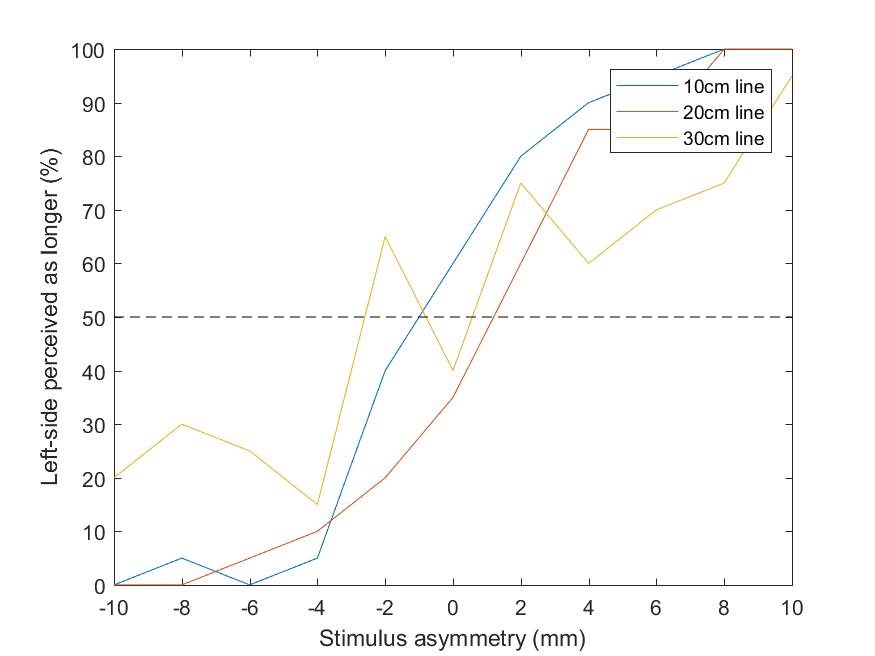 100
90
80
70
60
50
40
30
20
10
0
Left-side perceived as longer (%)
10cm line
20cm line
30cm line
-10 -8 -6 -4 -2 0 2 4 6 8 10
Stimulus asymmetry (mm)